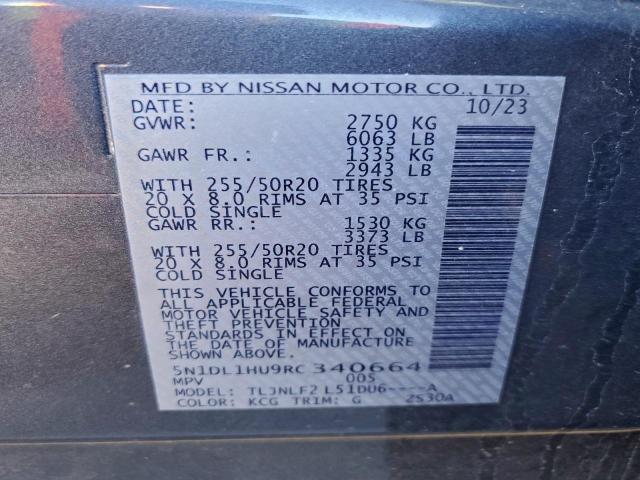 MFD BY NISSAN MOTOR CO., LTD.
DATE: 10/23
GVWR: 2750 KG
6063 LB
GAWR FR.: 1335 KG
2943 LB
WITH 255/50R20 TIRES
20 X 8.0 RIMS AT 35 PSI
COLD SINGLE
GAWR RR.: 1530 KG
3373 LB
WITH 255/50R20 TIRES
20 X 8.0 RIMS AT 35 PSI
COLD SINGLE
THIS VEHICLE CONFORMS TO
ALL APPLICABLE FEDERAL
MOTOR VEHICLE SAFETY AND
THEFT PREVENTION
STANDARDS IN EFFECT ON
THE DATE OF MANUFACTURE
SHOWN ABOVE.
5N1DL1HU9RC 340664
MPV 005
MODEL: TLJNLF2 L51DU6----A
COLOR: KCG TRIM: G 2S30A